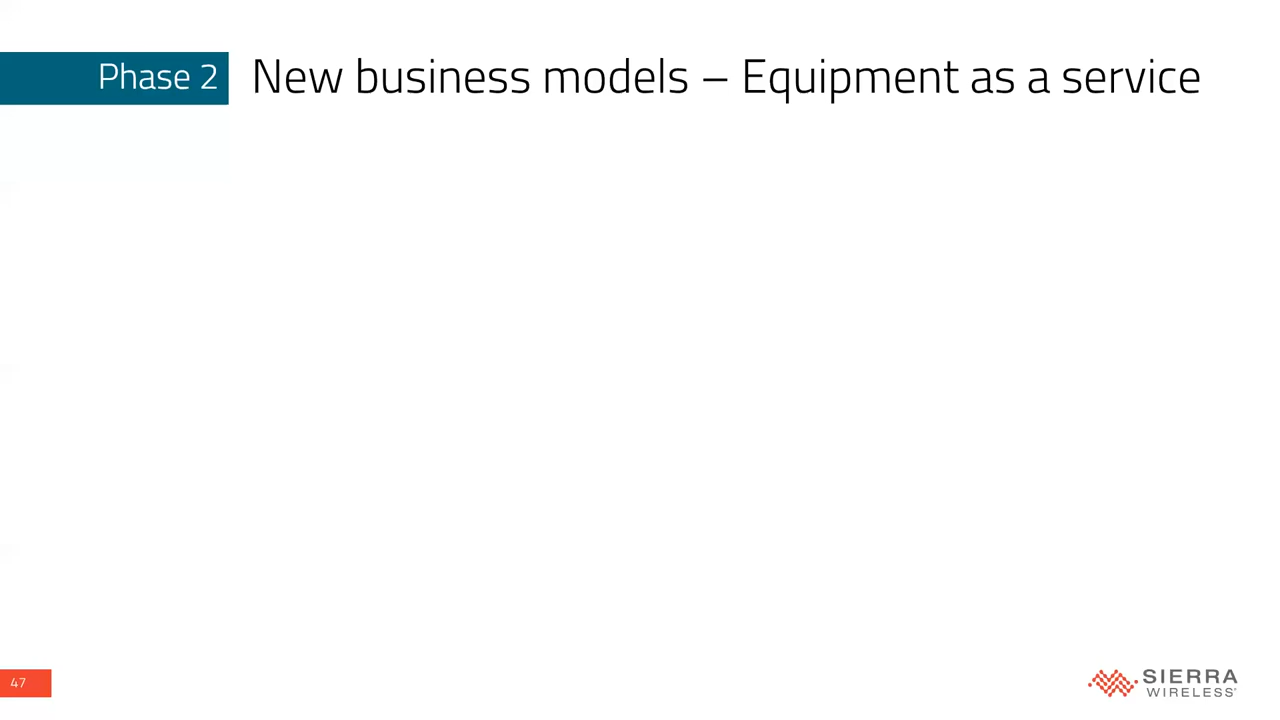 Phase 2
New business models – Equipment as a service
47
SIERRA
WIRELESS®